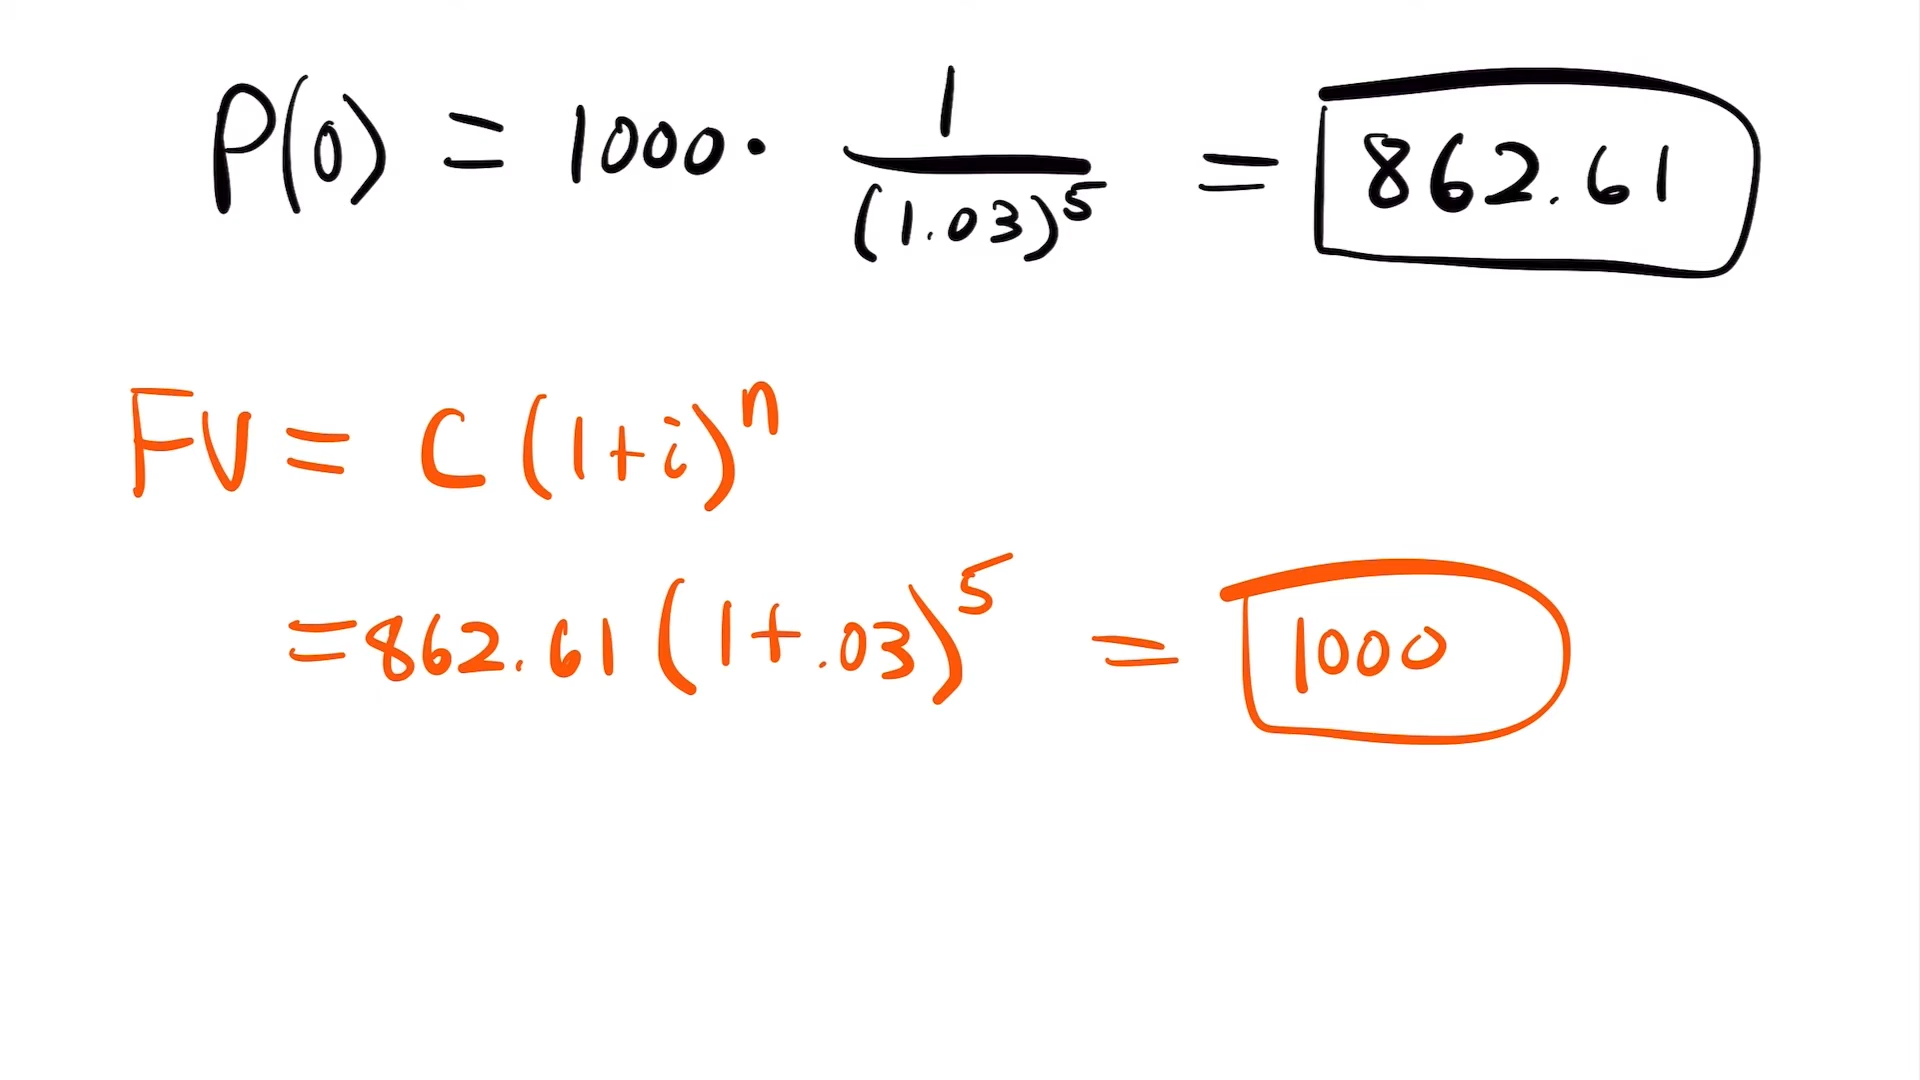 P(0) = 1000 · 1/(1.03)^5 = 862.61
FV = C(1+i)^n
= 862.61(1+.03)^5 = 1000